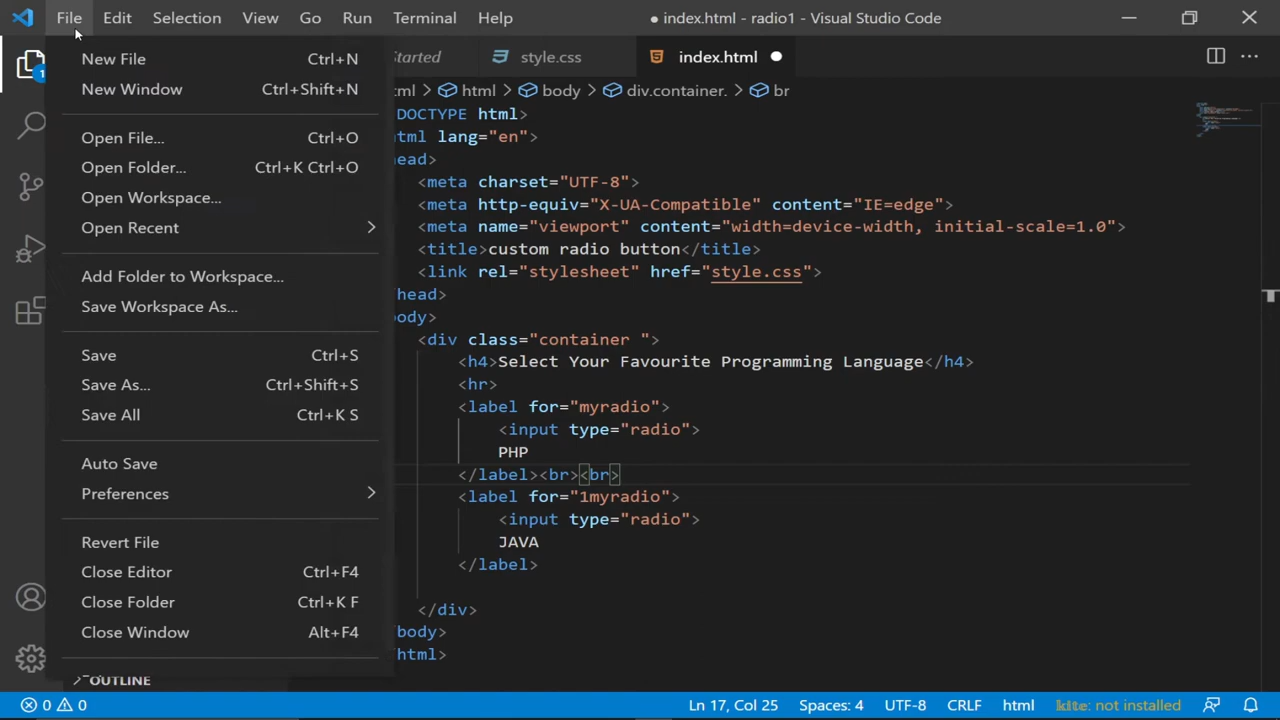 File Edit Selection View Go Run Terminal Help ● index.html - radio1 - Visual Studio Code
Started style.css index.html
html body div.container. br
New File Ctrl+N
New Window Ctrl+Shift+N
Open File... Ctrl+O
Open Folder... Ctrl+K Ctrl+O
Open Workspace...
Open Recent
Add Folder to Workspace...
Save Workspace As...
Save Ctrl+S
Save As... Ctrl+Shift+S
Save All Ctrl+K S
Auto Save
Preferences
Revert File
Close Editor Ctrl+F4
Close Folder Ctrl+K F
Close Window Alt+F4
OUTLINE
1
DOCTYPE html>
html lang="en">
head>
<meta charset="UTF-8">
<meta http-equiv="X-UA-Compatible" content="IE=edge">
<meta name="viewport" content="width=device-width, initial-scale=1.0">
<title>custom radio button</title>
<link rel="stylesheet" href="style.css">
head>
body>
<div class="container ">
<h4>Select Your Favourite Programming Language</h4>
<hr>
<label for="myradio">
<input type="radio">
PHP
</label><br><br>
<label for="1myradio">
<input type="radio">
JAVA
</label>
</div>
body>
html>
0 0 Ln 17, Col 25 Spaces: 4 UTF-8 CRLF html kite: not installed